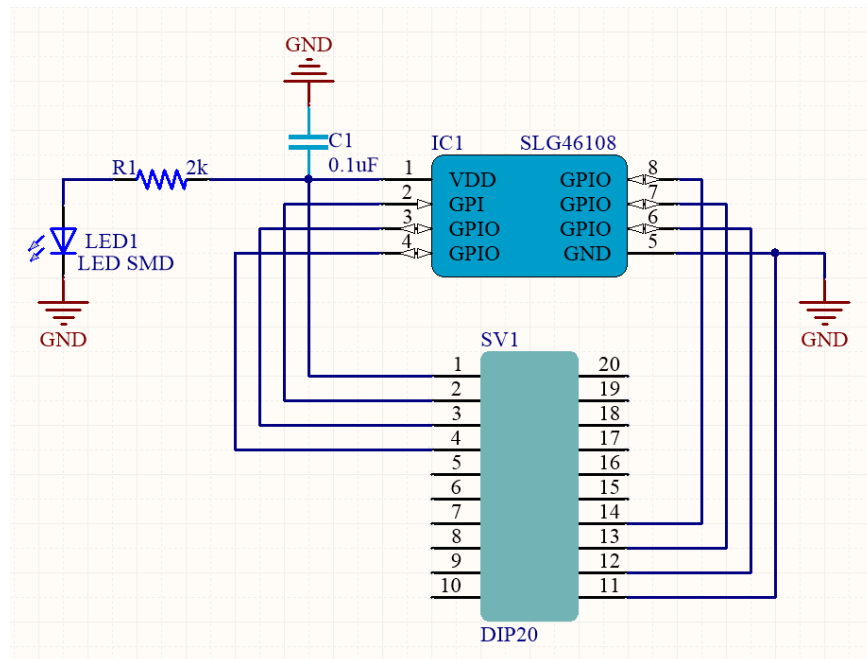 GND
C1
0.1uF
R1 2k
LED1
LED SMD
GND
IC1 SLG46108
1 VDD GPIO 8
2 GPI GPIO 7
3 GPIO GPIO 6
4 GPIO GND 5
GND
SV1
1 20
2 19
3 18
4 17
5 16
6 15
7 14
8 13
9 12
10 11
DIP20